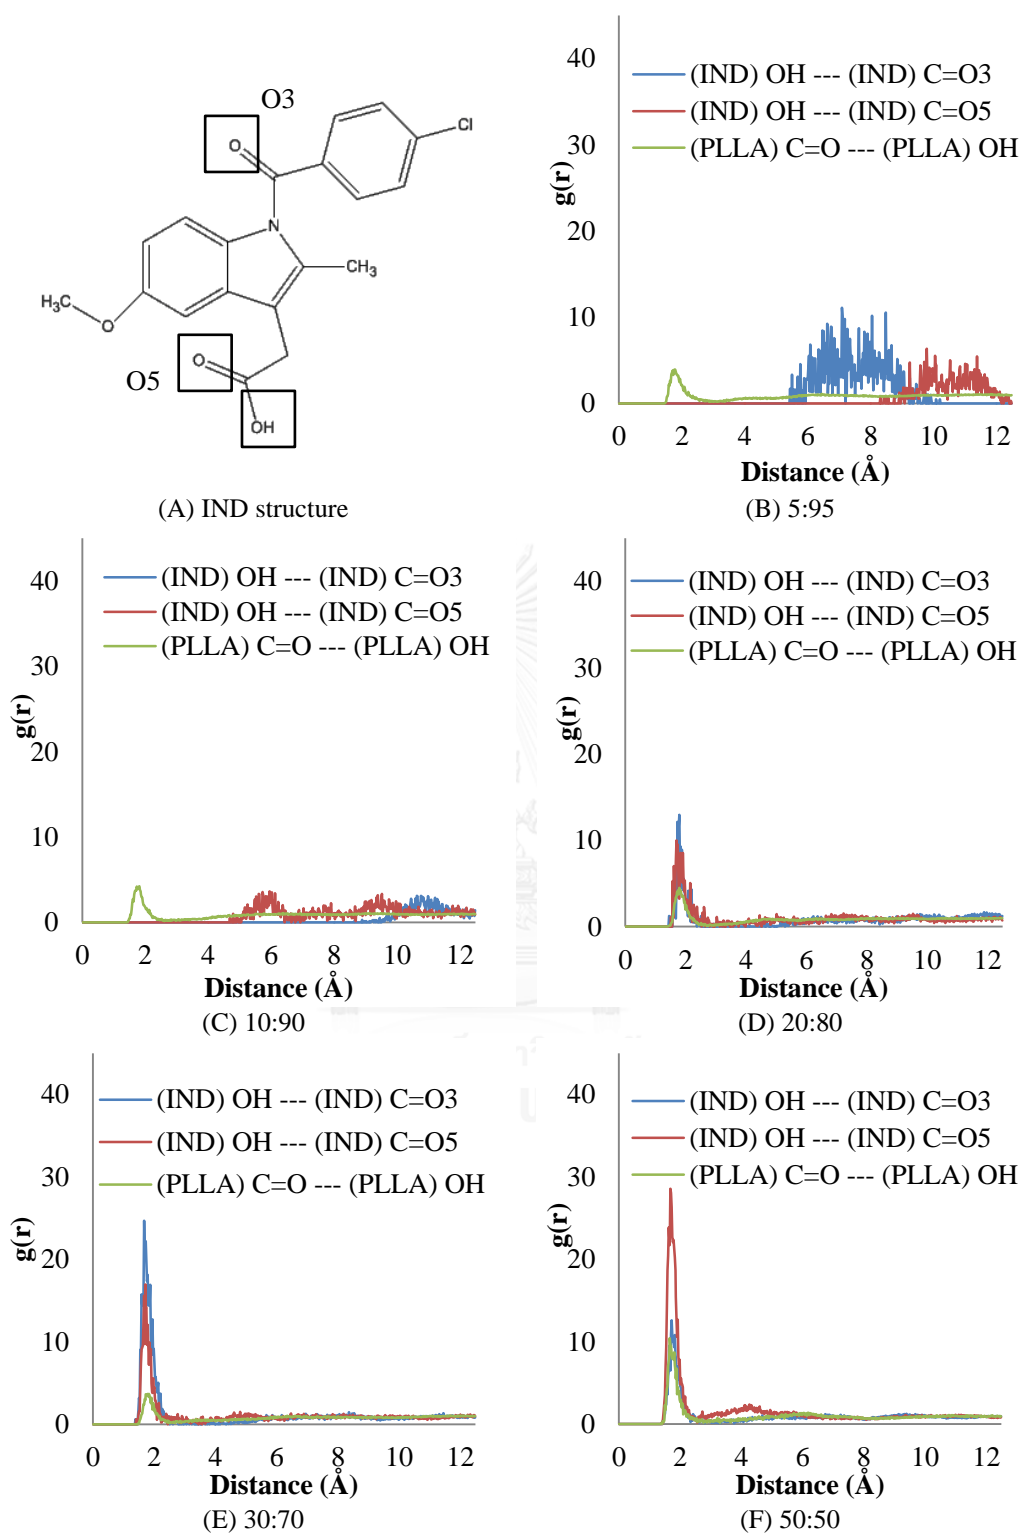 O3
O
Cl
N
CH₃
H₃C
O
O
O5
OH
(A) IND structure
40
30
20
10
0
g(r)
(IND) OH --- (IND) C=O3
(IND) OH --- (IND) C=O5
(PLLA) C=O --- (PLLA) OH
0 2 4 6 8 10 12
Distance (Å)
(B) 5:95
40
30
20
10
0
g(r)
(IND) OH --- (IND) C=O3
(IND) OH --- (IND) C=O5
(PLLA) C=O --- (PLLA) OH
0 2 4 6 8 10 12
Distance (Å)
(C) 10:90
40
30
20
10
0
g(r)
(IND) OH --- (IND) C=O3
(IND) OH --- (IND) C=O5
(PLLA) C=O --- (PLLA) OH
0 2 4 6 8 10 12
Distance (Å)
(D) 20:80
40
30
20
10
0
g(r)
(IND) OH --- (IND) C=O3
(IND) OH --- (IND) C=O5
(PLLA) C=O --- (PLLA) OH
0 2 4 6 8 10 12
Distance (Å)
(E) 30:70
40
30
20
10
0
g(r)
(IND) OH --- (IND) C=O3
(IND) OH --- (IND) C=O5
(PLLA) C=O --- (PLLA) OH
0 2 4 6 8 10 12
Distance (Å)
(F) 50:50